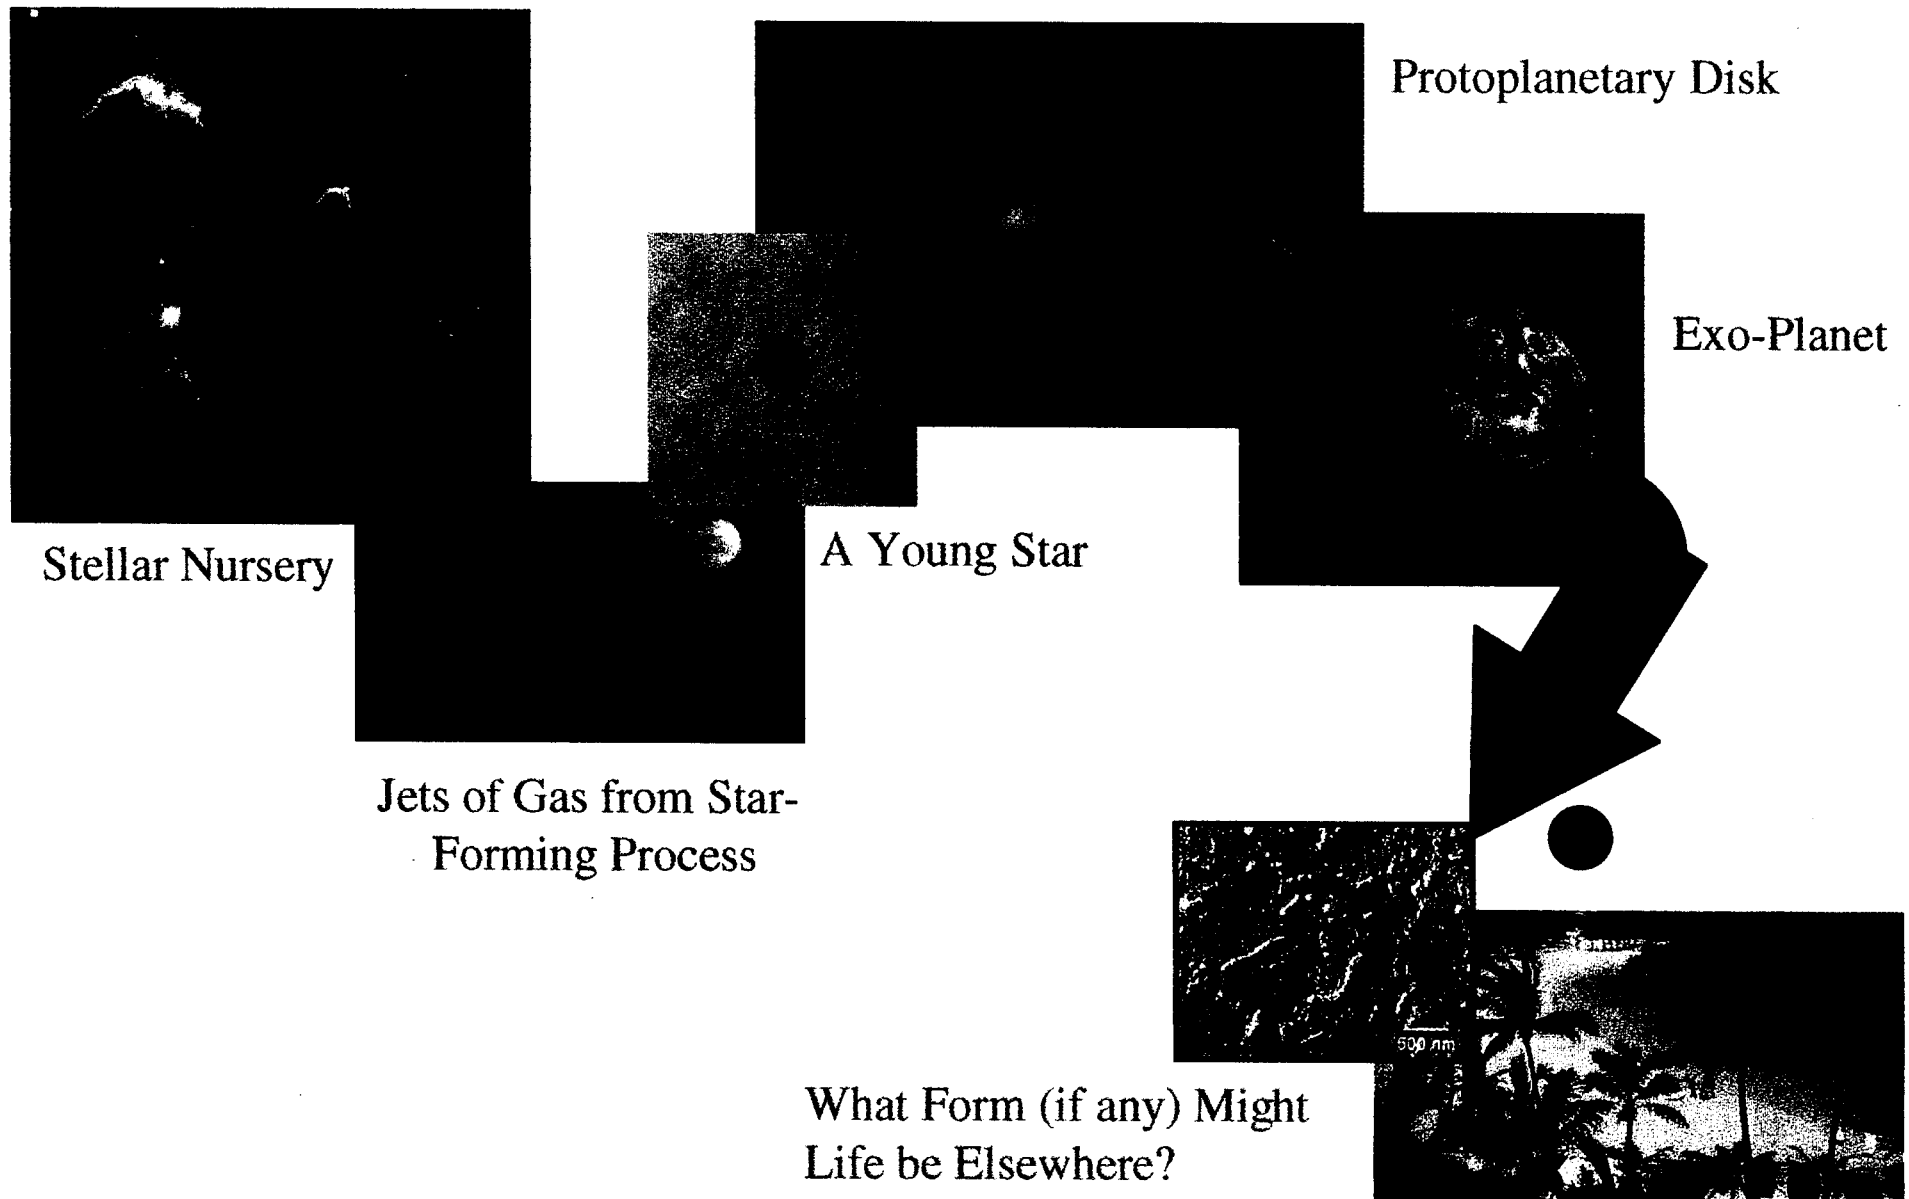 Protoplanetary Disk
Exo-Planet
Stellar Nursery
A Young Star
Jets of Gas from Star-
Forming Process
500 nm
What Form (if any) Might
Life be Elsewhere?